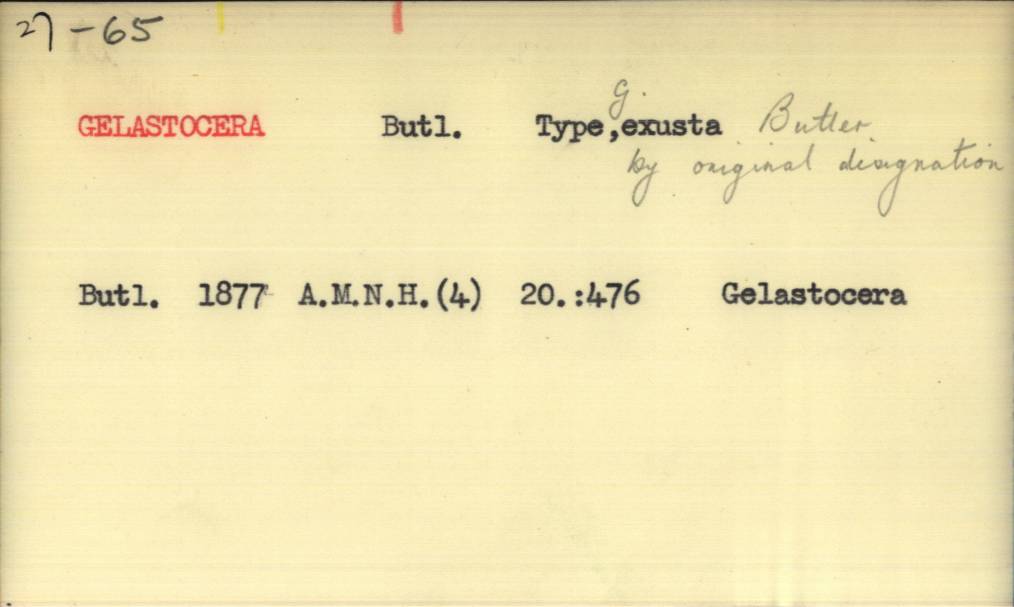 27-65
GELASTOCERA Butl. Type, G. exusta Butler
by original designation
Butl. 1877 A.M.N.H.(4) 20.:476 Gelastocera